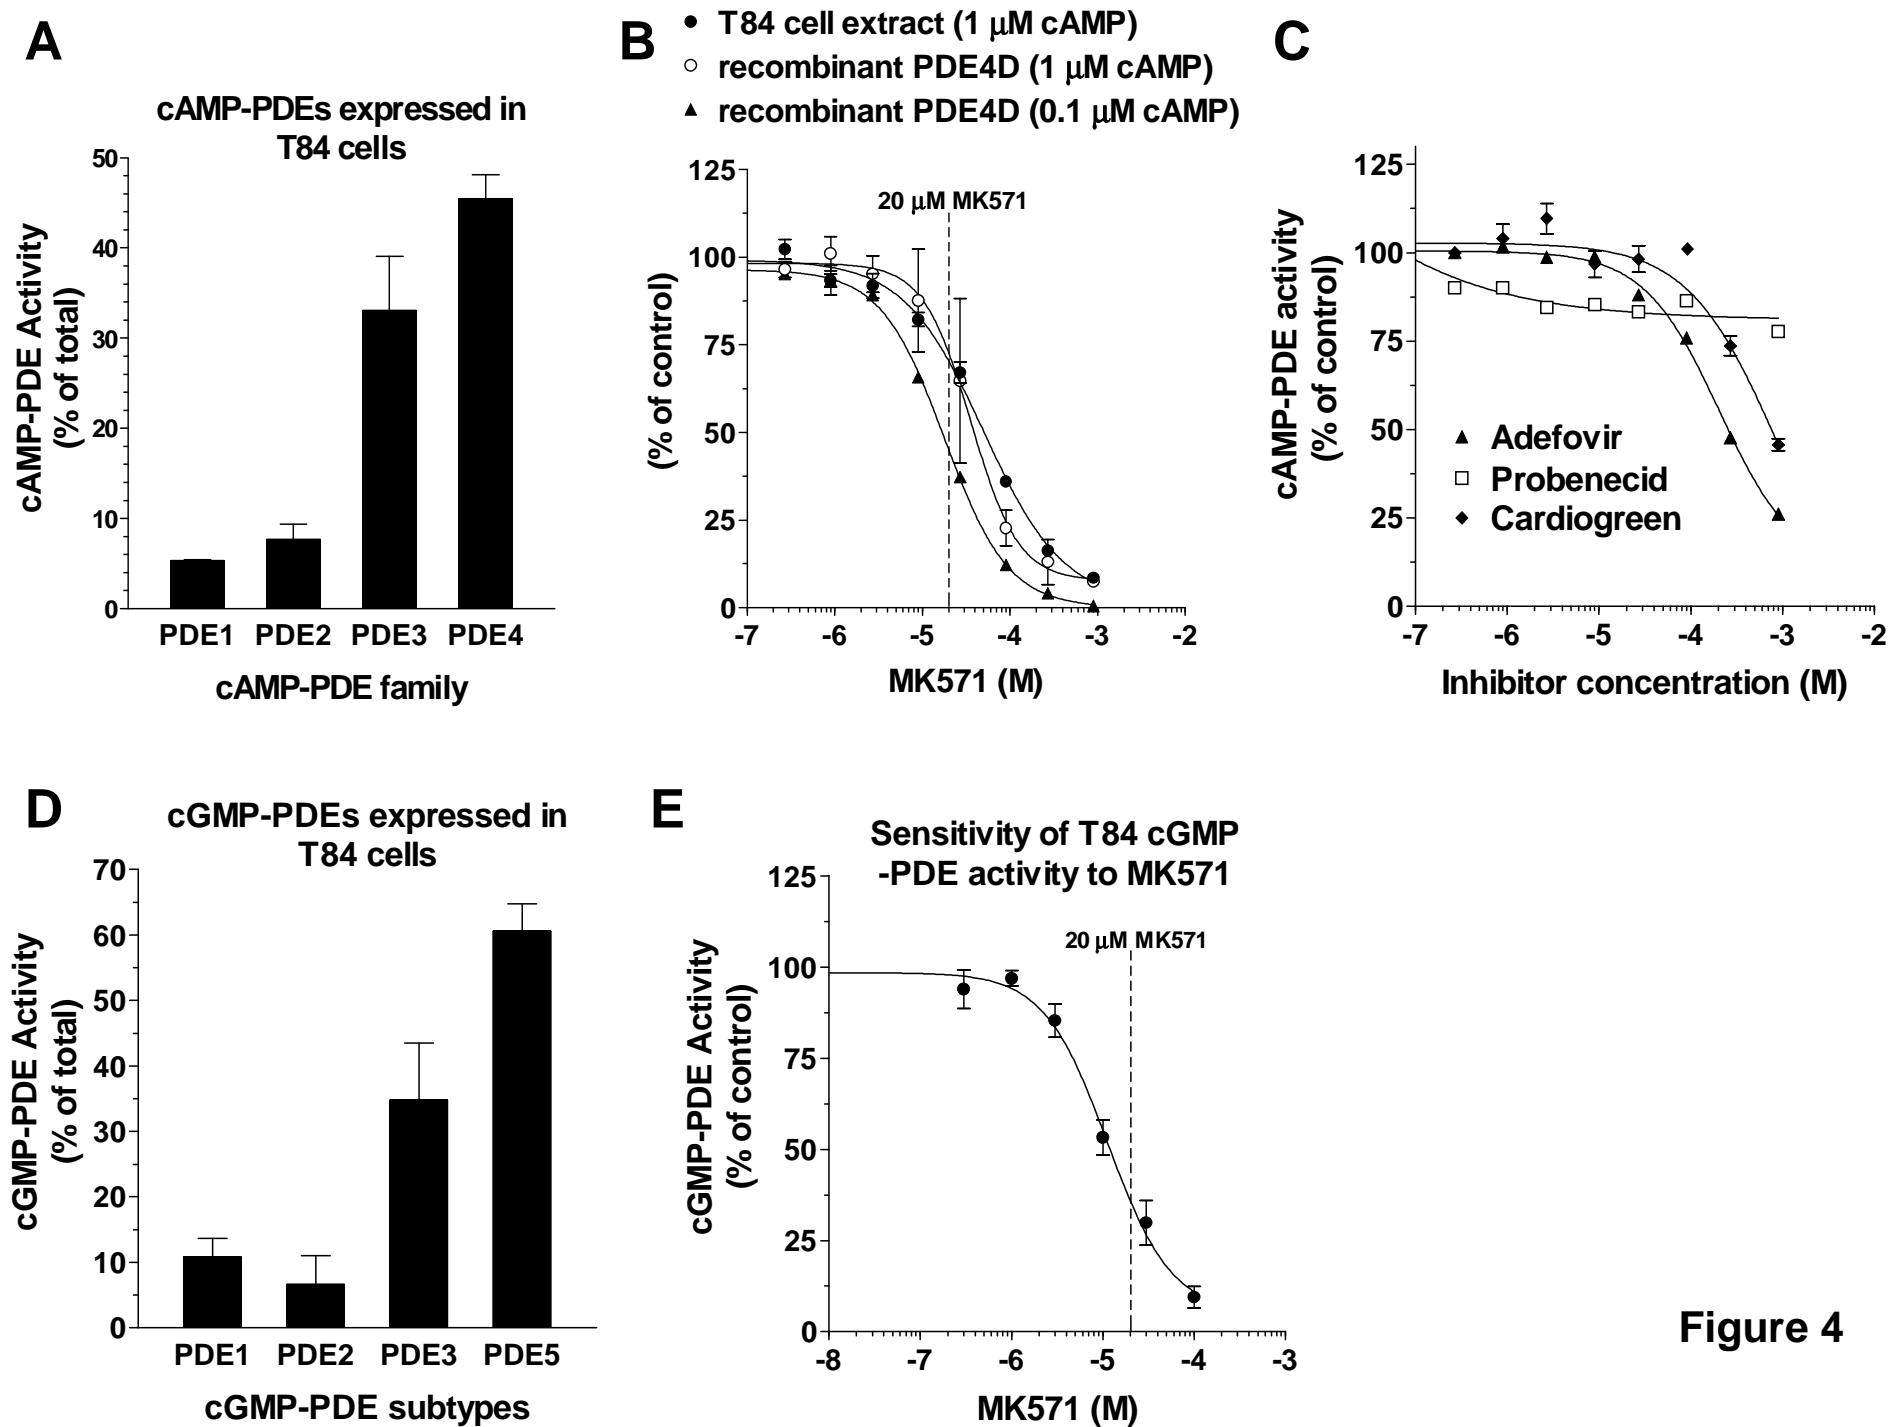 A
cAMP-PDEs expressed in
T84 cells
cAMP-PDE Activity
(% of total)
50
40
30
20
10
0
PDE1 PDE2 PDE3 PDE4
cAMP-PDE family
B
T84 cell extract (1 µM cAMP)
recombinant PDE4D (1 µM cAMP)
recombinant PDE4D (0.1 µM cAMP)
(% of control)
125
100
75
50
25
0
20 µM MK571
-7 -6 -5 -4 -3 -2
MK571 (M)
C
cAMP-PDE activity
(% of control)
125
100
75
50
25
0
Adefovir
Probenecid
Cardiogreen
-7 -6 -5 -4 -3 -2
Inhibitor concentration (M)
D
cGMP-PDEs expressed in
T84 cells
cGMP-PDE Activity
(% of total)
70
60
50
40
30
20
10
0
PDE1 PDE2 PDE3 PDE5
cGMP-PDE subtypes
E
Sensitivity of T84 cGMP
-PDE activity to MK571
cGMP-PDE Activity
(% of control)
125
100
75
50
25
0
20 µM MK571
-8 -7 -6 -5 -4 -3
MK571 (M)
Figure 4